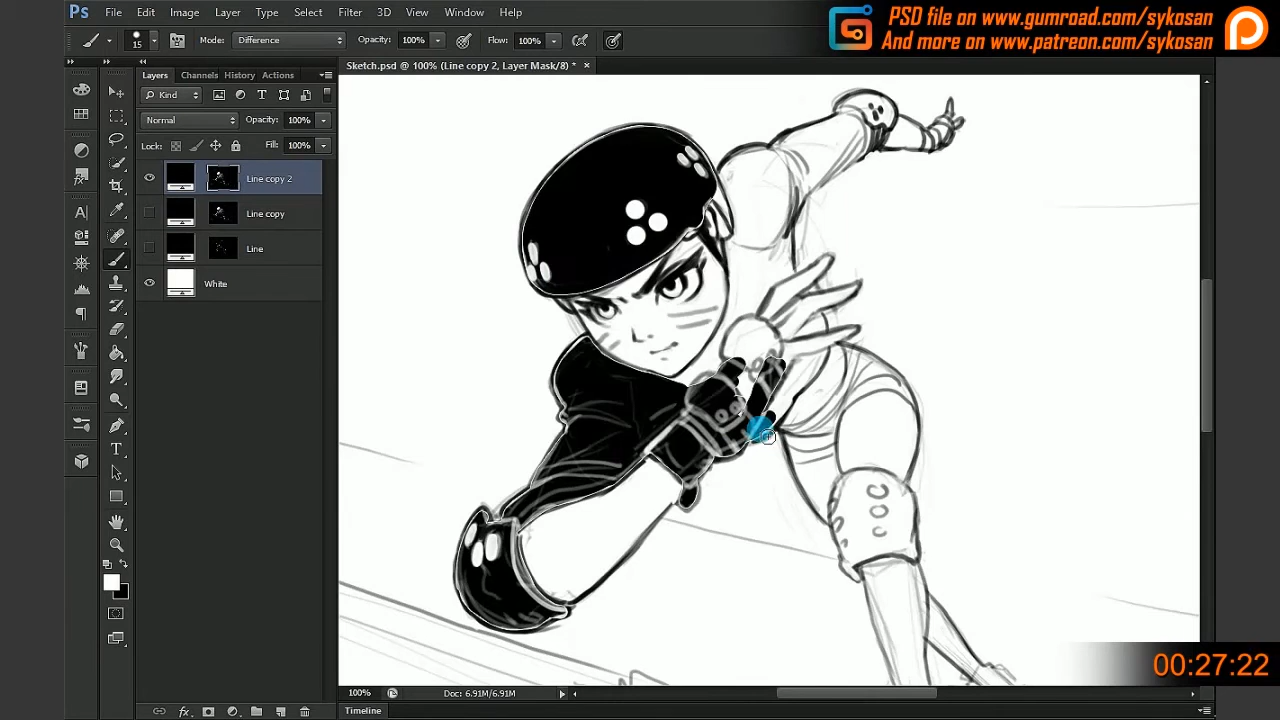 Ps File Edit Image Layer Type Select Filter 3D View Window Help
PSD file on www.gumroad.com/sykosan
And more on www.patreon.com/sykosan
15 Mode: Difference Opacity: 100% Flow: 100%
Sketch.psd @ 100% (Line copy 2, Layer Mask/8) * ×
Layers Channels History Actions
Kind
Normal Opacity: 100%
Lock: Fill: 100%
Line copy 2
Line copy
Line
White
00:27:22
100% Doc: 6.91M/6.91M
Timeline